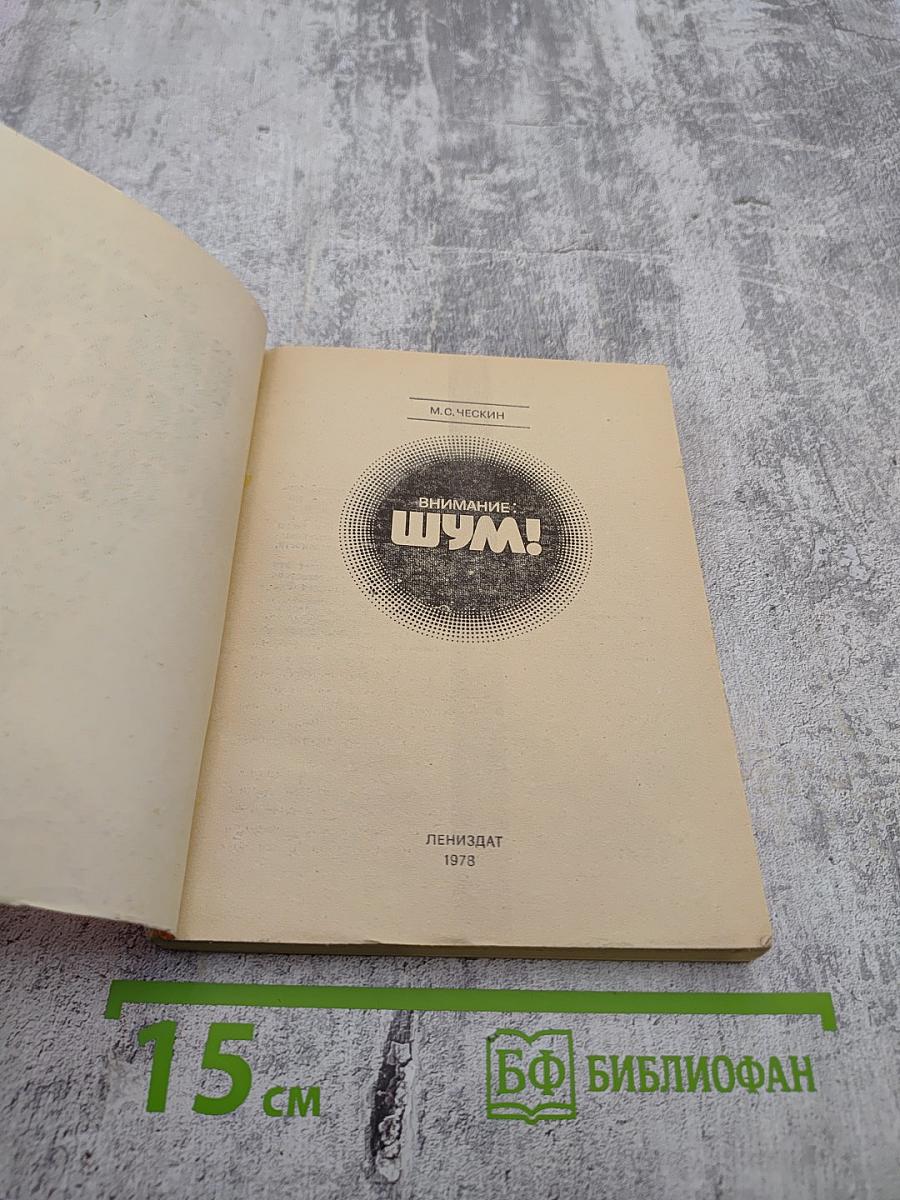 М. С. ЧЕСКИН
ВНИМАНИЕ:
ШУМ!
ЛЕНИЗДАТ
1978
15 см
БФ БИБЛИОФАН